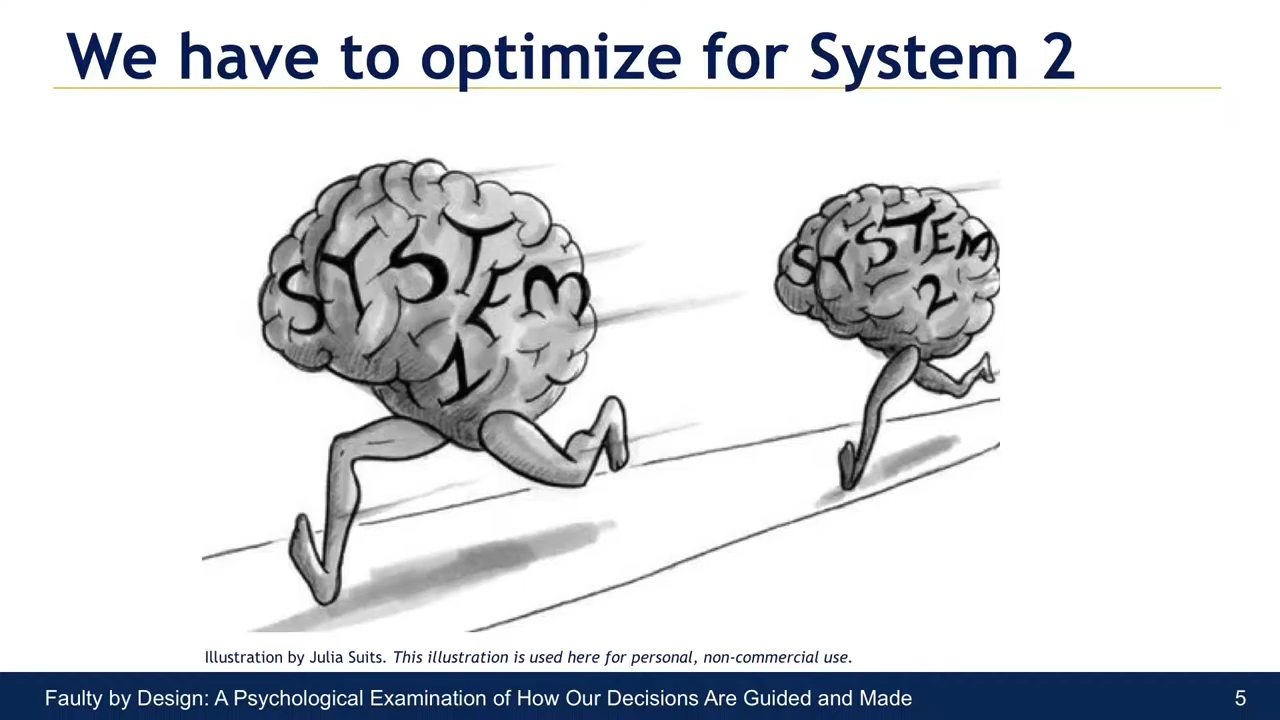 We have to optimize for System 2
SYSTEM
1
SYSTEM
2
Illustration by Julia Suits. This illustration is used here for personal, non-commercial use.
Faulty by Design: A Psychological Examination of How Our Decisions Are Guided and Made
5